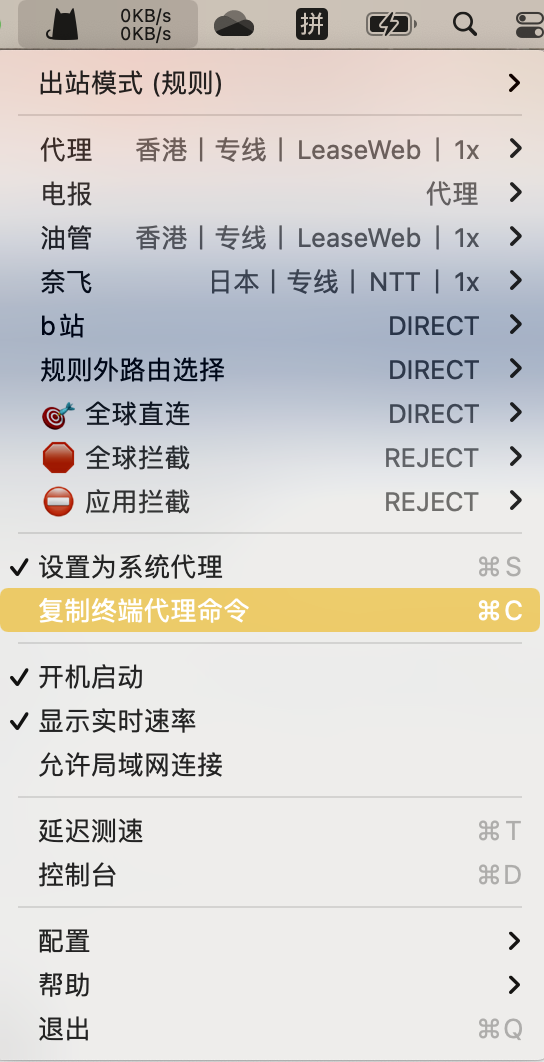 0KB/s
0KB/s
拼
出站模式 (规则)
代理 香港｜专线｜LeaseWeb｜1x
电报 代理
油管 香港｜专线｜LeaseWeb｜1x
奈飞 日本｜专线｜NTT｜1x
b站 DIRECT
规则外路由选择 DIRECT
🎯 全球直连 DIRECT
🛑 全球拦截 REJECT
⛔ 应用拦截 REJECT
✓ 设置为系统代理 ⌘S
复制终端代理命令 ⌘C
✓ 开机启动
✓ 显示实时速率
允许局域网连接
延迟测速 ⌘T
控制台 ⌘D
配置
帮助
退出 ⌘Q